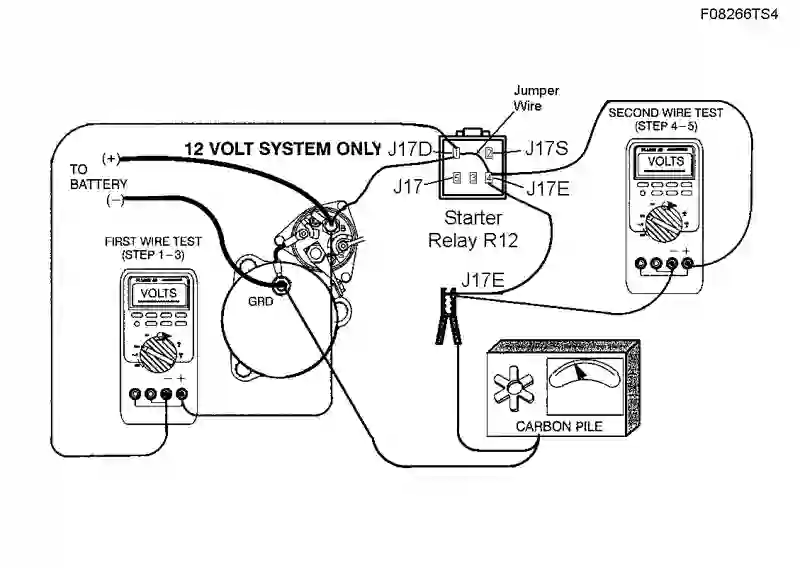 F08266TS4
Jumper
Wire
SECOND WIRE TEST
(STEP 4-5)
12 VOLT SYSTEM ONLY
J17D
1
2
J17S
(+)
TO
BATTERY
(-)
VOLTS
J17
5
3
4
J17E
Starter
Relay R12
FIRST WIRE TEST
(STEP 1-3)
- +
J17E
VOLTS
GRD
- +
CARBON PILE